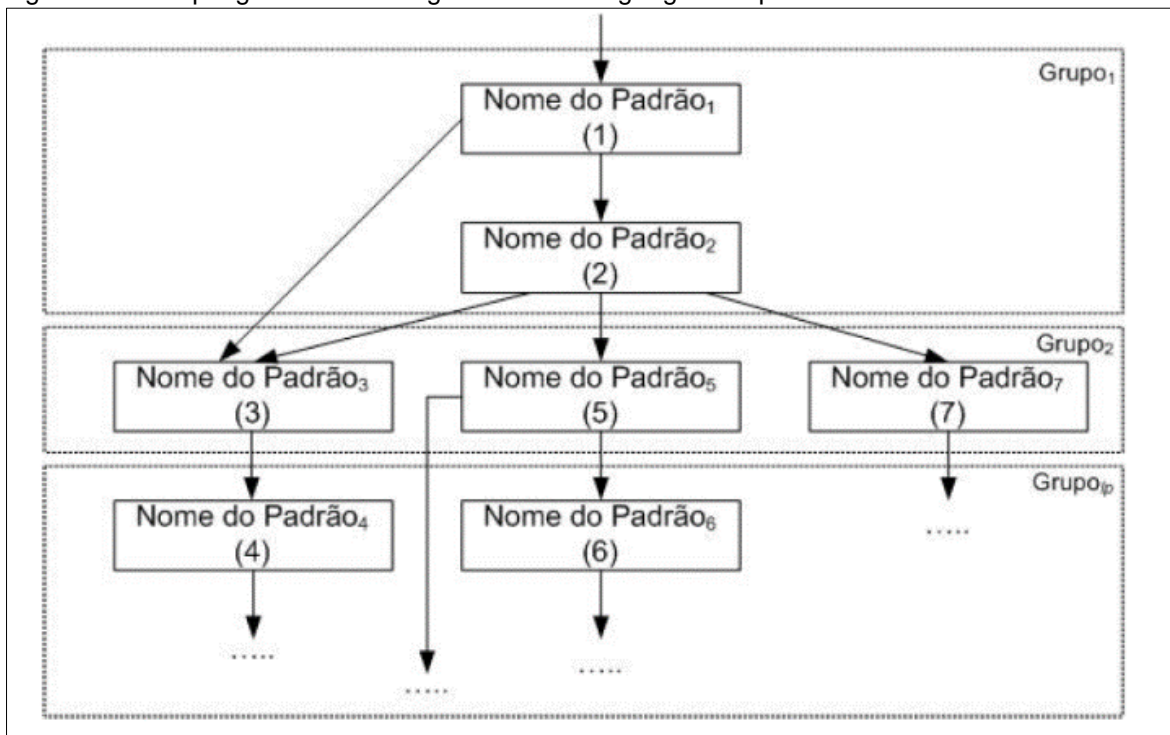 Grupo₁
Nome do Padrão₁
(1)
Nome do Padrão₂
(2)
Grupo₂
Nome do Padrão₃
(3)
Nome do Padrão₅
(5)
Nome do Padrão₇
(7)
Grupoₗₚ
Nome do Padrão₄
(4)
Nome do Padrão₆
(6)
.....
.....
.....
.....